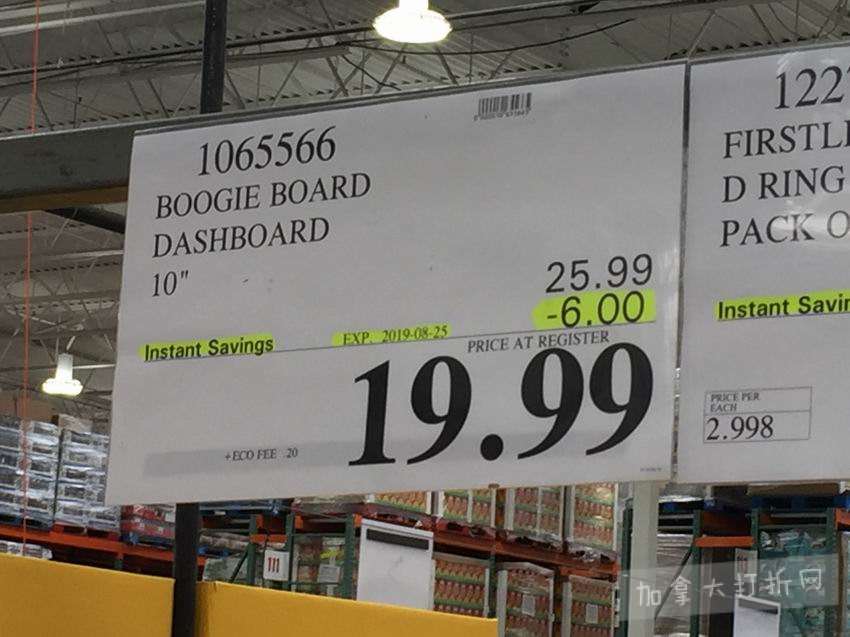 1065566
BOOGIE BOARD
DASHBOARD
10"
25.99
-6.00
Instant Savings
EXP. 2019-08-25
PRICE AT REGISTER
19.99
+ECO FEE .20
122
FIRSTL
D RING
PACK O
Instant Savin
PRICE PER
EACH
2.998
111
加拿大打折网